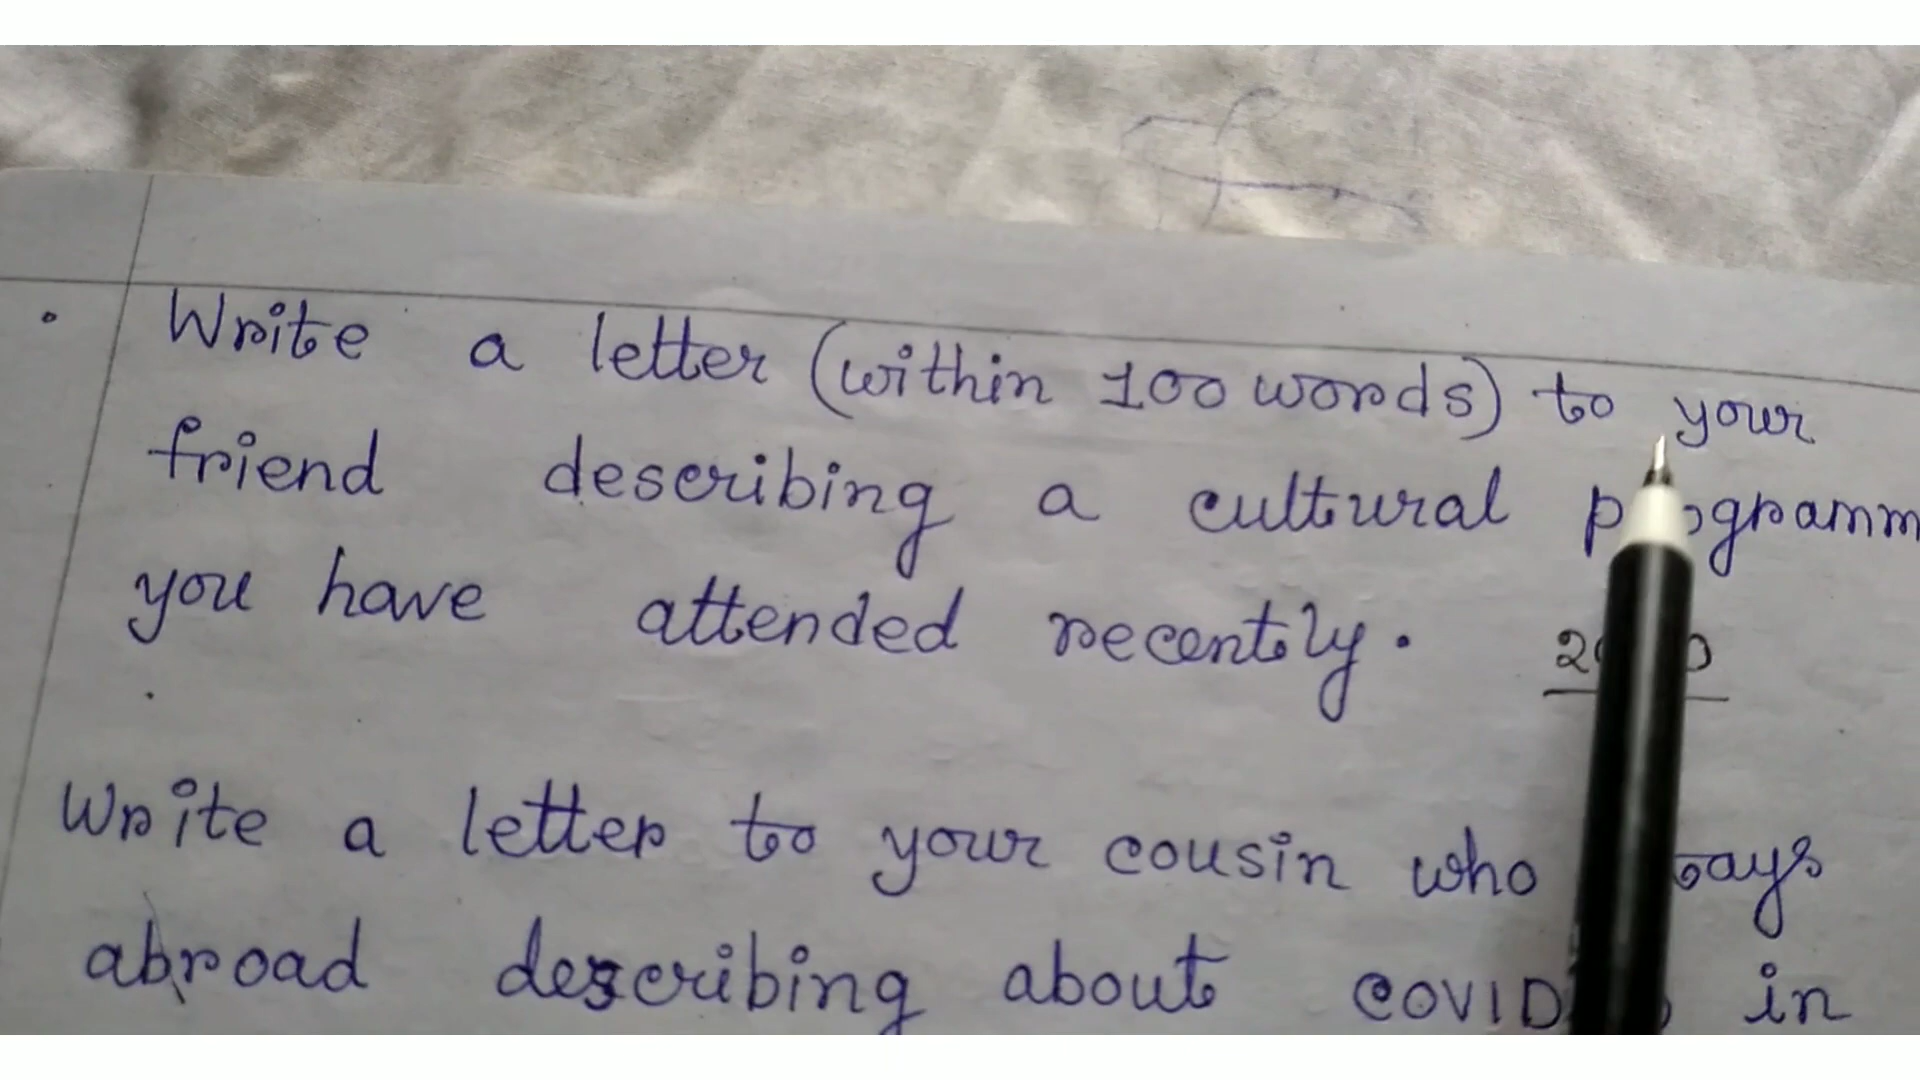 Write a letter (within 100 words) to your
friend describing a cultural
you have attended recently.
Write a letter to your cousin who
abroad describing about COVID in